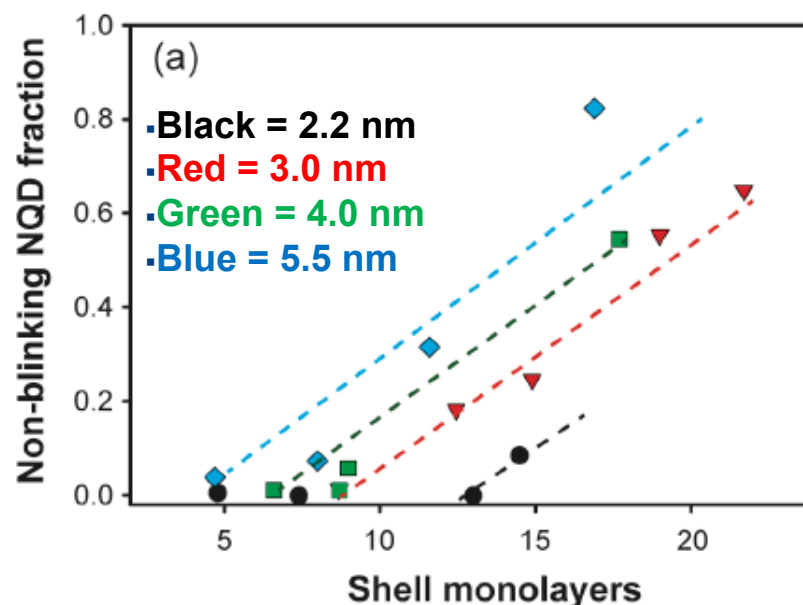 1.0
(a)
0.8
▪Black = 2.2 nm
▪Red = 3.0 nm
0.6
▪Green = 4.0 nm
▪Blue = 5.5 nm
0.4
0.2
0.0
Non-blinking NQD fraction
5 10 15 20
Shell monolayers